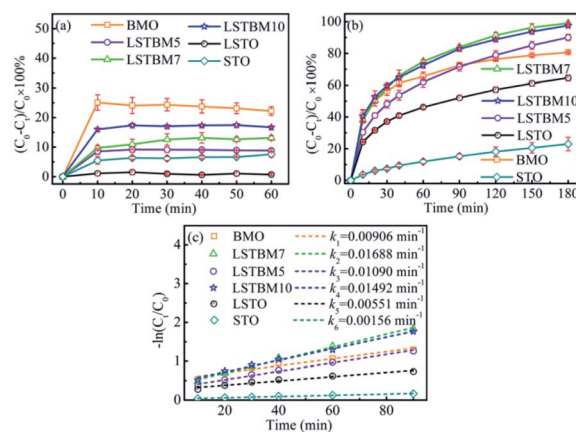 (a)
BMO
LSTBM10
LSTBM5
LSTO
LSTBM7
STO
(C₀-Cₜ)/C₀ ×100%
50
40
30
20
10
0
0 10 20 30 40 50 60
Time (min)
(b)
(C₀-Cₜ)/C₀ ×100%
100
80
60
40
20
0
LSTBM7
LSTBM10
LSTBM5
LSTO
BMO
STO
0 30 60 90 120 150 180
Time (min)
(c)
BMO k₁=0.00906 min⁻¹
LSTBM7 k₂=0.01688 min⁻¹
LSTBM5 k₃=0.01090 min⁻¹
LSTBM10 k₄=0.01492 min⁻¹
LSTO k₅=0.00551 min⁻¹
STO k₆=0.00156 min⁻¹
-ln(Cₜ/C₀)
4
2
1
0
20 40 60 80
Time (min)